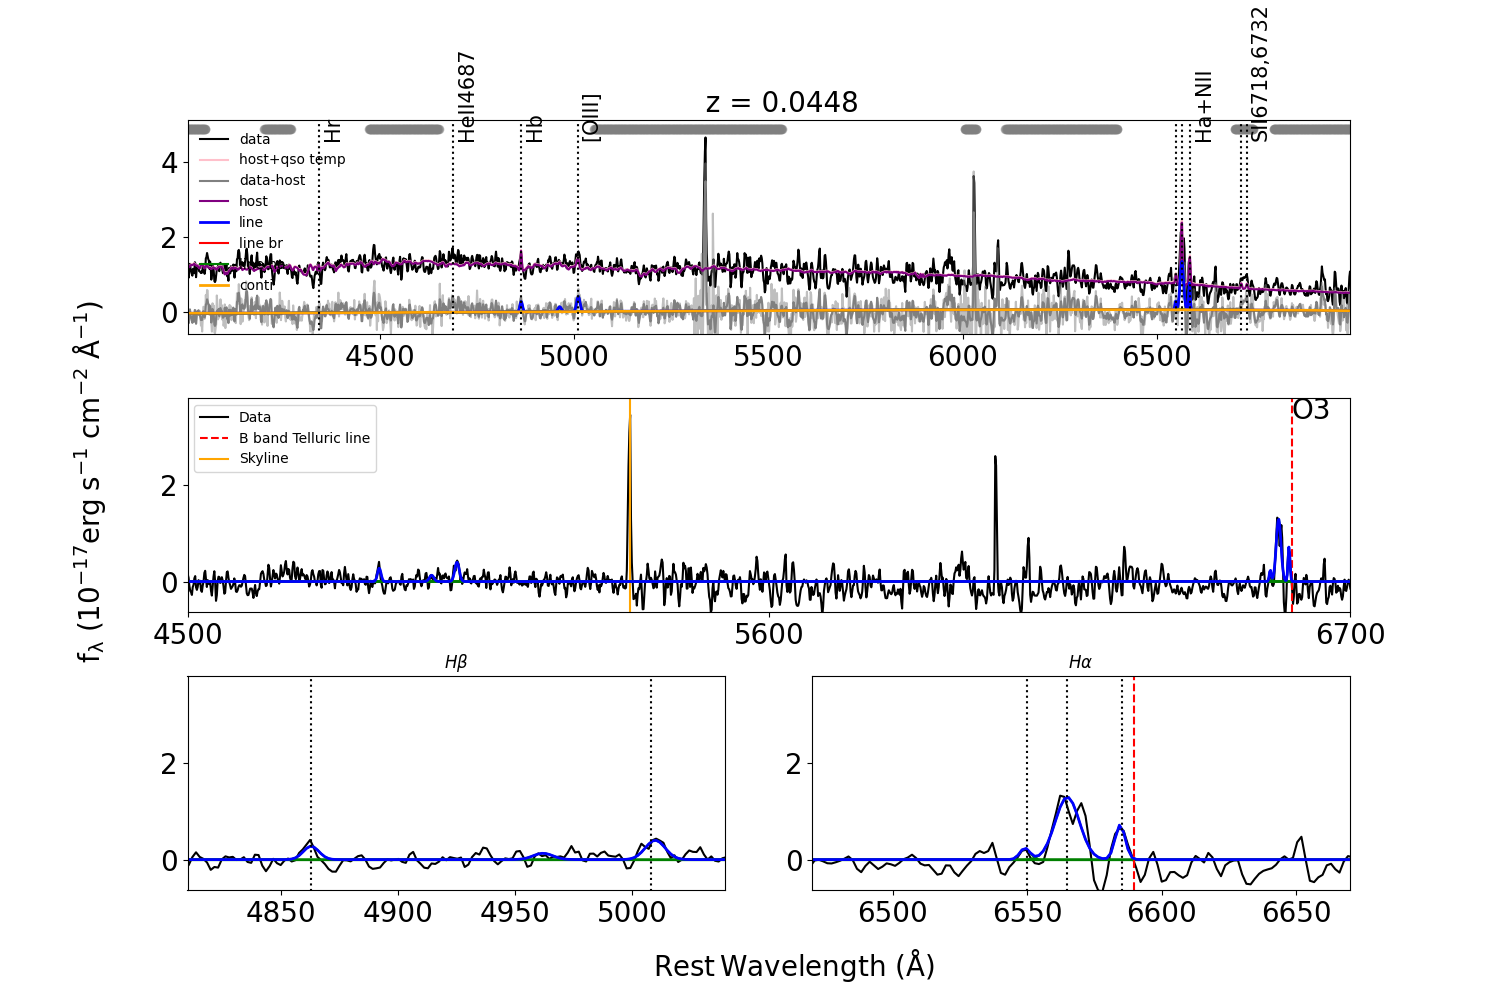 z = 0.0448
Hr
HeII4687
Hb
[OIII]
Ha+NII
SII6718,6732
data
host+qso temp
data-host
host
line
line br
conti
4
2
0
4500
5000
5500
6000
6500
Data
B band Telluric line
Skyline
O3
2
0
4500
5600
6700
fλ (10⁻¹⁷erg s⁻¹ cm⁻² Å⁻¹)
Hβ
2
0
4850
4900
4950
5000
Hα
2
0
6500
6550
6600
6650
Rest Wavelength (Å)